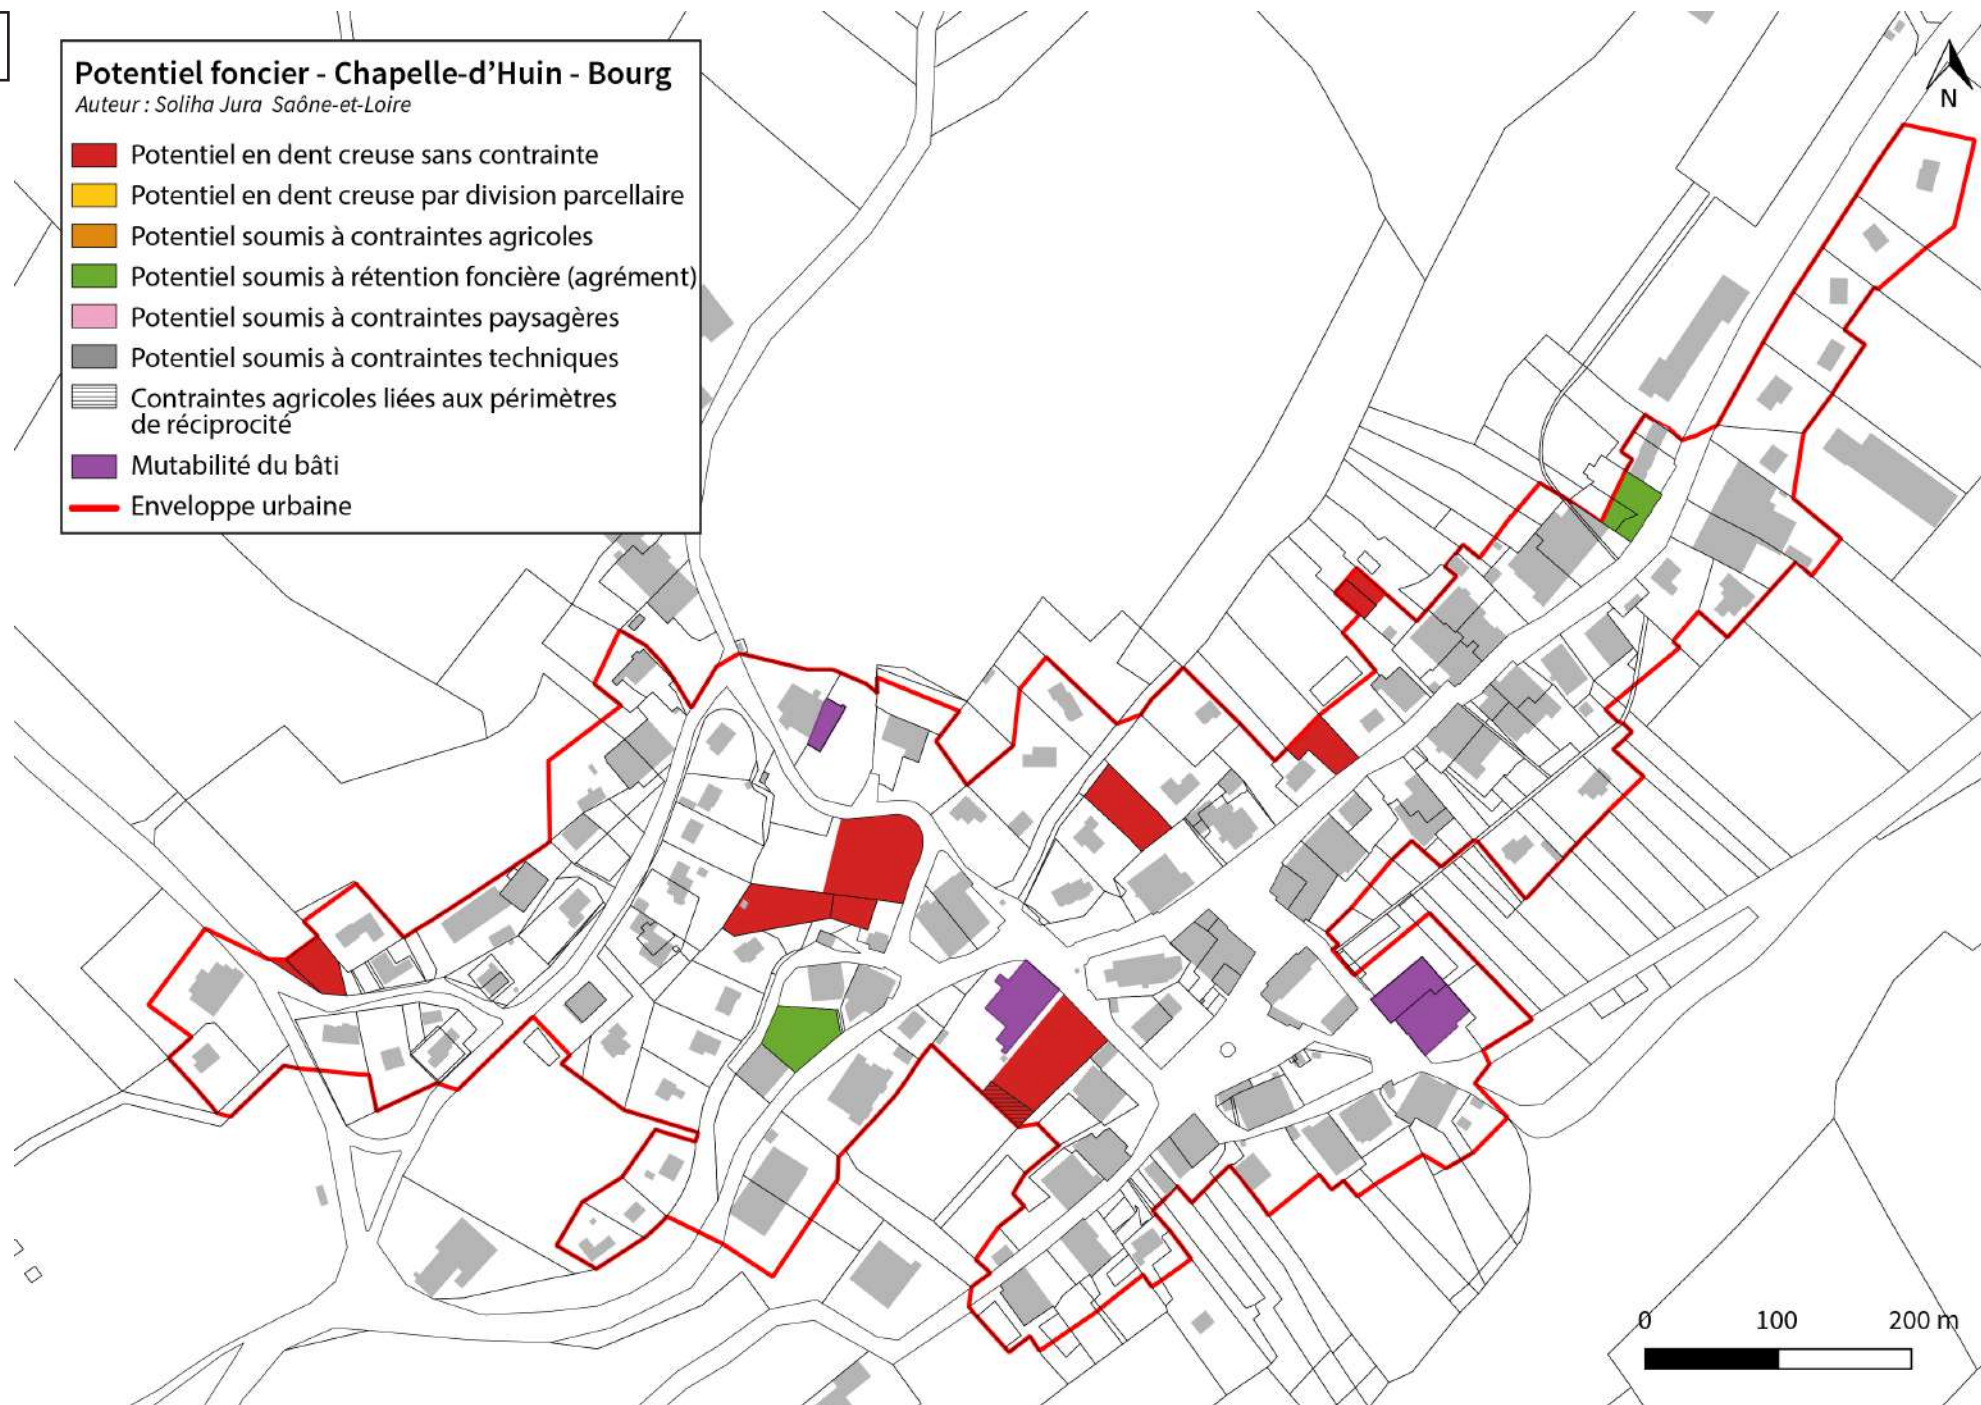 Potentiel foncier - Chapelle-d'Huin - Bourg
Auteur : Soliha Jura Saône-et-Loire
Potentiel en dent creuse sans contrainte
Potentiel en dent creuse par division parcellaire
Potentiel soumis à contraintes agricoles
Potentiel soumis à rétention foncière (agrément)
Potentiel soumis à contraintes paysagères
Potentiel soumis à contraintes techniques
Contraintes agricoles liées aux périmètres
de réciprocité
Mutabilité du bâti
Enveloppe urbaine
N
0 100 200 m